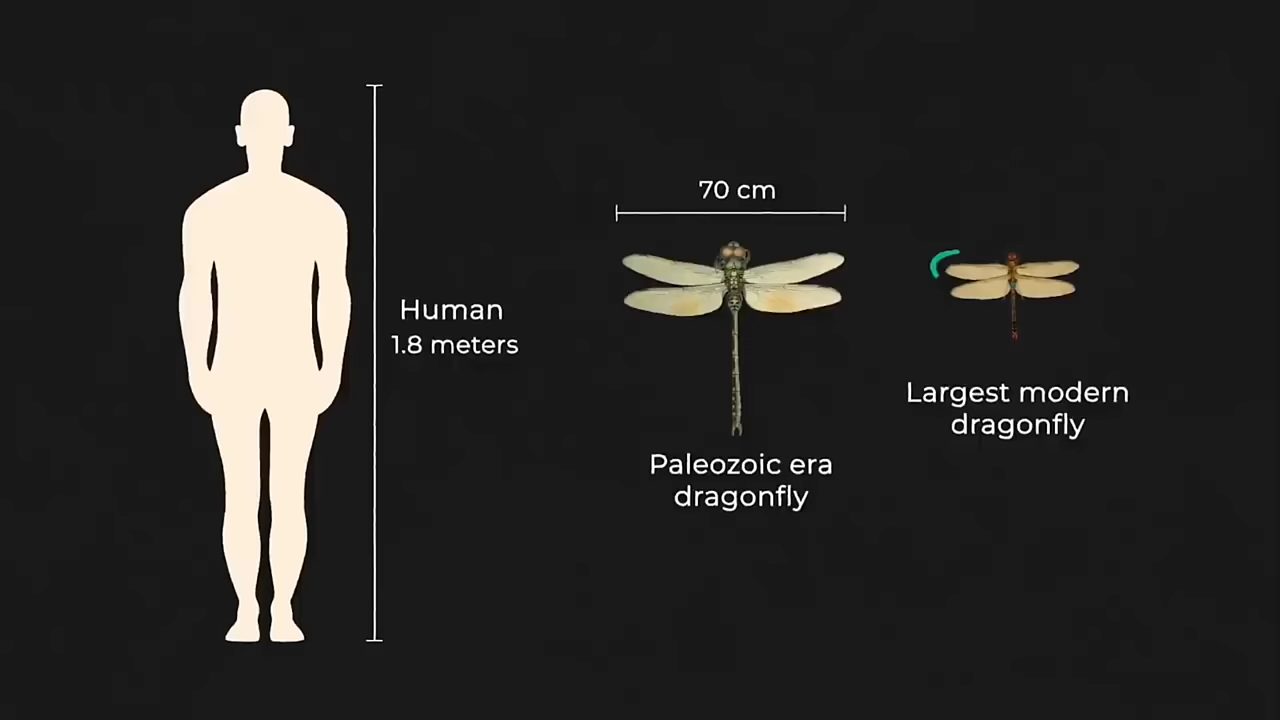 Human
1.8 meters
70 cm
Paleozoic era
dragonfly
Largest modern
dragonfly